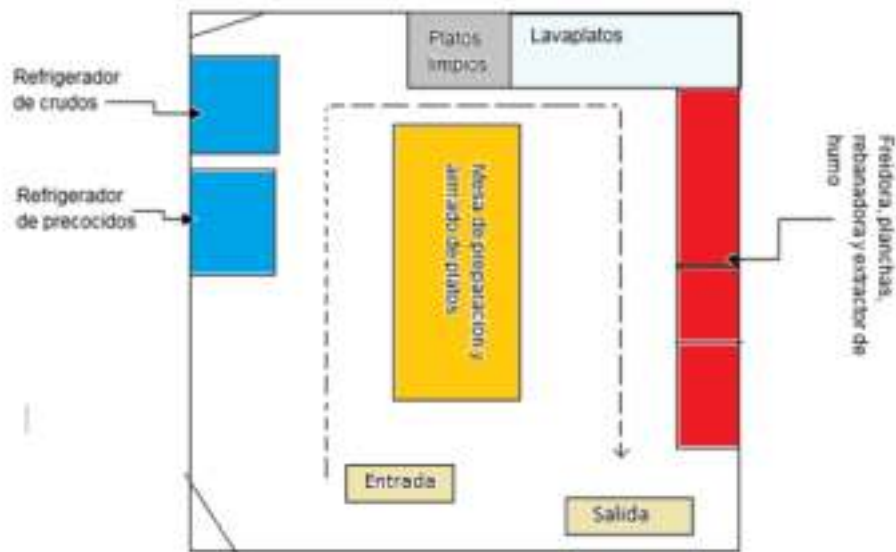 Platos
limpios
Lavaplatos
Refrigerador
de crudos
Refrigerador
de precocidos
Mesa de preparación y
armado de platos
Freidora, planchas,
rebanadora y extractor de
humo
Entrada
Salida